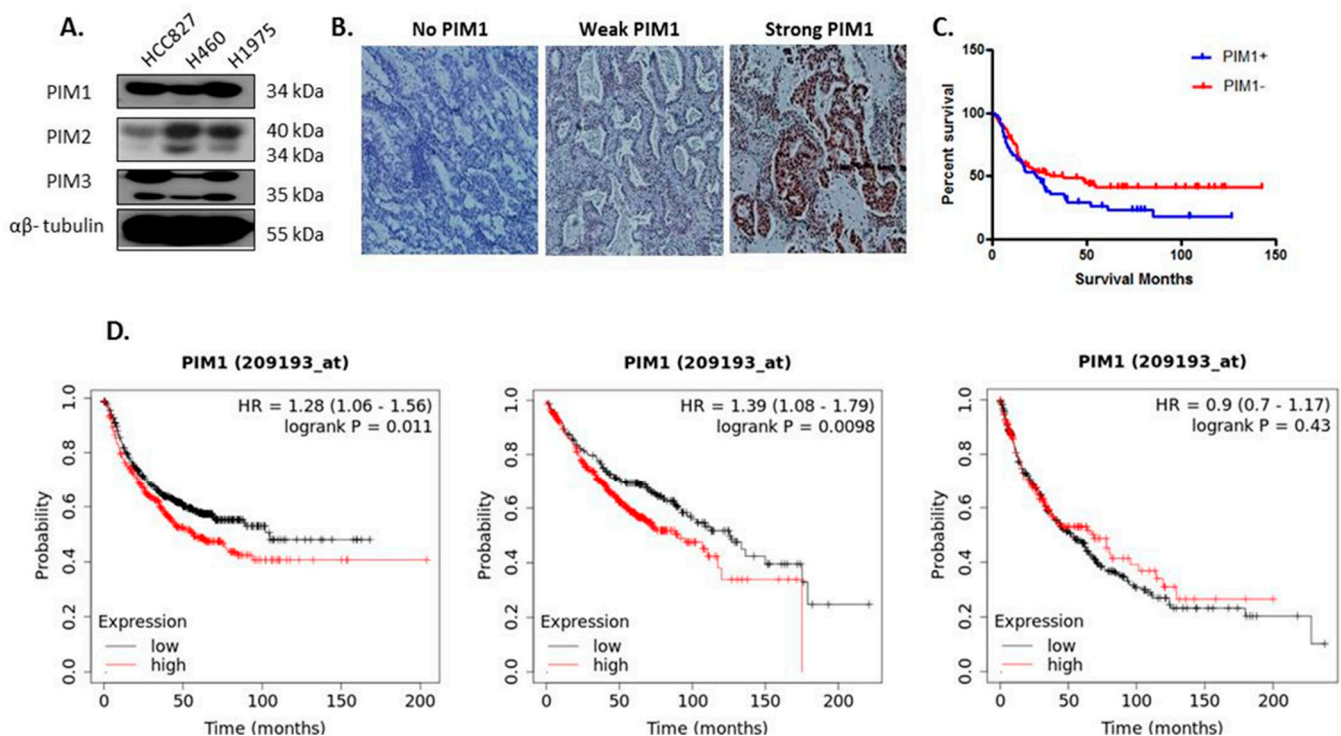 A.
HCC827
H460
H1975
PIM1
34 kDa
PIM2
40 kDa
34 kDa
PIM3
35 kDa
αβ- tubulin
55 kDa
B.
No PIM1
Weak PIM1
Strong PIM1
C.
150
100
50
0
Percent survival
0
50
100
150
Survival Months
PIM1+
PIM1-
D.
PIM1 (209193_at)
HR = 1.28 (1.06 - 1.56)
logrank P = 0.011
Probability
1.0
0.8
0.6
0.4
0.2
0.0
Expression
low
high
0
50
100
150
200
Time (months)
PIM1 (209193_at)
HR = 1.39 (1.08 - 1.79)
logrank P = 0.0098
Probability
1.0
0.8
0.6
0.4
0.2
0.0
Expression
low
high
0
50
100
150
200
Time (months)
PIM1 (209193_at)
HR = 0.9 (0.7 - 1.17)
logrank P = 0.43
Probability
1.0
0.8
0.6
0.4
0.2
0.0
Expression
low
high
0
50
100
150
200
Time (months)